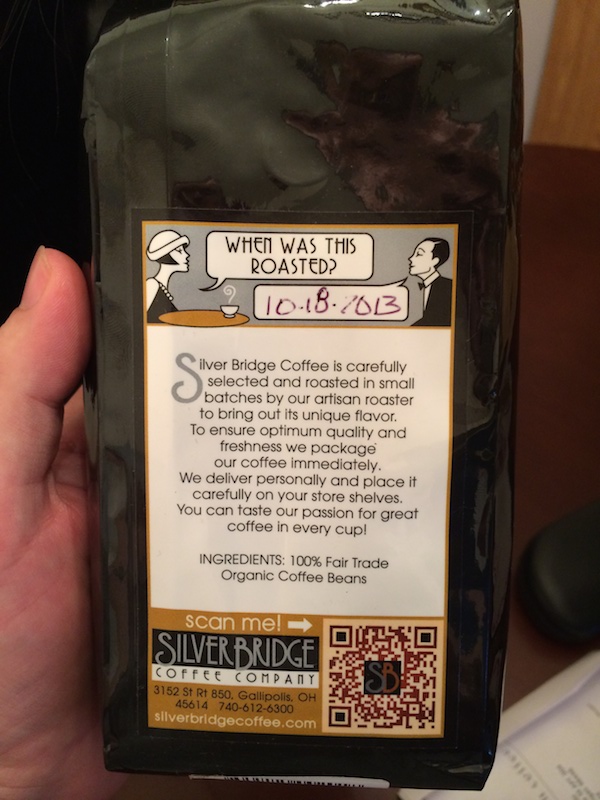 WHEN WAS THIS
ROASTED?
10.18.2013
Silver Bridge Coffee is carefully
selected and roasted in small
batches by our artisan roaster
to bring out its unique flavor.
To ensure optimum quality and
freshness we package
our coffee immediately.
We deliver personally and place it
carefully on your store shelves.
You can taste our passion for great
coffee in every cup!
INGREDIENTS: 100% Fair Trade
Organic Coffee Beans
scan me!
SILVER BRIDGE
COFFEE COMPANY
SB
3152 St Rt 850, Gallipolis, OH
45614 740-612-6300
silverbridgecoffee.com